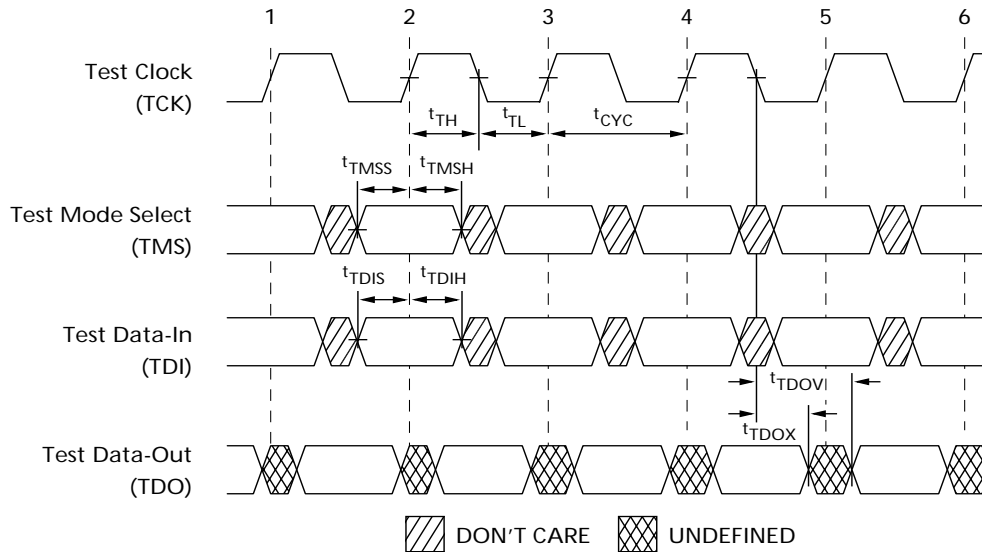 1 2 3 4 5 6
Test Clock
(TCK)
tTH tTL tCYC
tTMSS tTMSH
Test Mode Select
(TMS)
tTDIS tTDIH
Test Data-In
(TDI)
tTDOV
tTDOX
Test Data-Out
(TDO)
DON'T CARE UNDEFINED